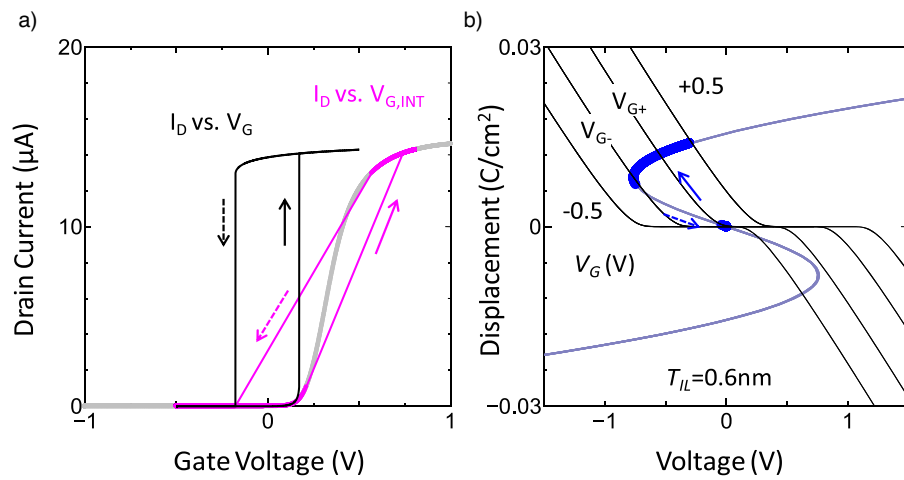 a)
20
10
0
−1
0
1
Drain Current (µA)
Gate Voltage (V)
I_D vs. V_G
I_D vs. V_G,INT
b)
0.03
0
−0.03
−1
0
1
Displacement (C/cm²)
Voltage (V)
+0.5
V_G+
V_G-
-0.5
V_G (V)
T_IL=0.6nm